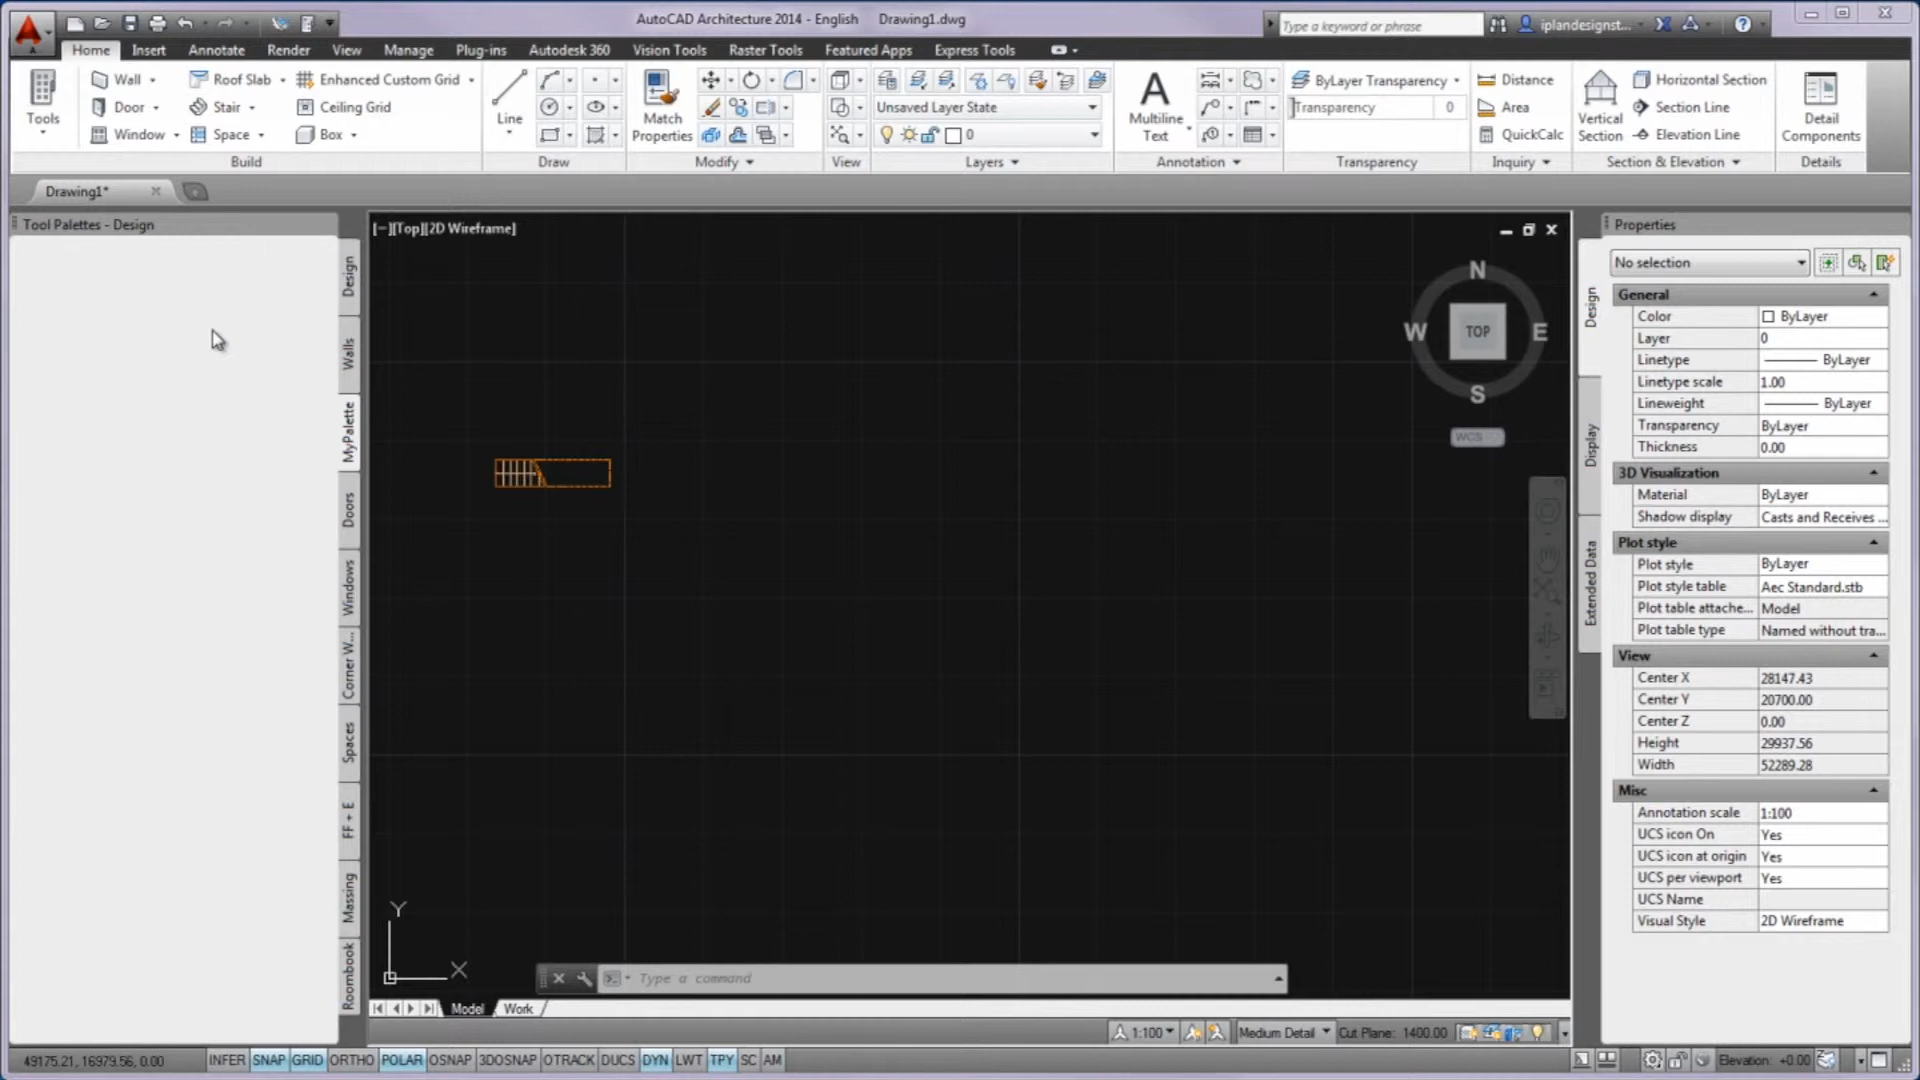 AutoCAD Architecture 2014 - English Drawing1.dwg
Type a keyword or phrase
iplandesignst...
Home Insert Annotate Render View Manage Plug-ins Autodesk 360 Vision Tools Raster Tools Featured Apps Express Tools
Tools
Wall Roof Slab Enhanced Custom Grid
Door Stair Ceiling Grid
Window Space Box
Build
Line
Draw
Match Properties
Modify
View
Unsaved Layer State
0
Layers
A
Multiline Text
Annotation
ByLayer Transparency
Transparency 0
Transparency
Distance
Area
QuickCalc
Inquiry
Vertical Section
Horizontal Section
Section Line
Elevation Line
Section & Elevation
Detail Components
Details
Drawing1*
Tool Palettes - Design
Design
Walls
MyPalette
Doors
Windows
Corner W...
Spaces
FF + E
Massing
Roombook
[−][Top][2D Wireframe]
N
W TOP E
S
WCS
Y
X
Type a command
Model Work
1:100 Medium Detail Cut Plane: 1400.00
Properties
No selection
Design
Display
Extended Data
General
Color ByLayer
Layer 0
Linetype ByLayer
Linetype scale 1.00
Lineweight ByLayer
Transparency ByLayer
Thickness 0.00
3D Visualization
Material ByLayer
Shadow display Casts and Receives ...
Plot style
Plot style ByLayer
Plot style table Aec Standard.stb
Plot table attache... Model
Plot table type Named without tra...
View
Center X 28147.43
Center Y 20700.00
Center Z 0.00
Height 29937.56
Width 52289.28
Misc
Annotation scale 1:100
UCS icon On Yes
UCS icon at origin Yes
UCS per viewport Yes
UCS Name
Visual Style 2D Wireframe
49175.21, 16979.56, 0.00 INFER SNAP GRID ORTHO POLAR OSNAP 3DOSNAP OTRACK DUCS DYN LWT TPY SC AM
Elevation: +0.00